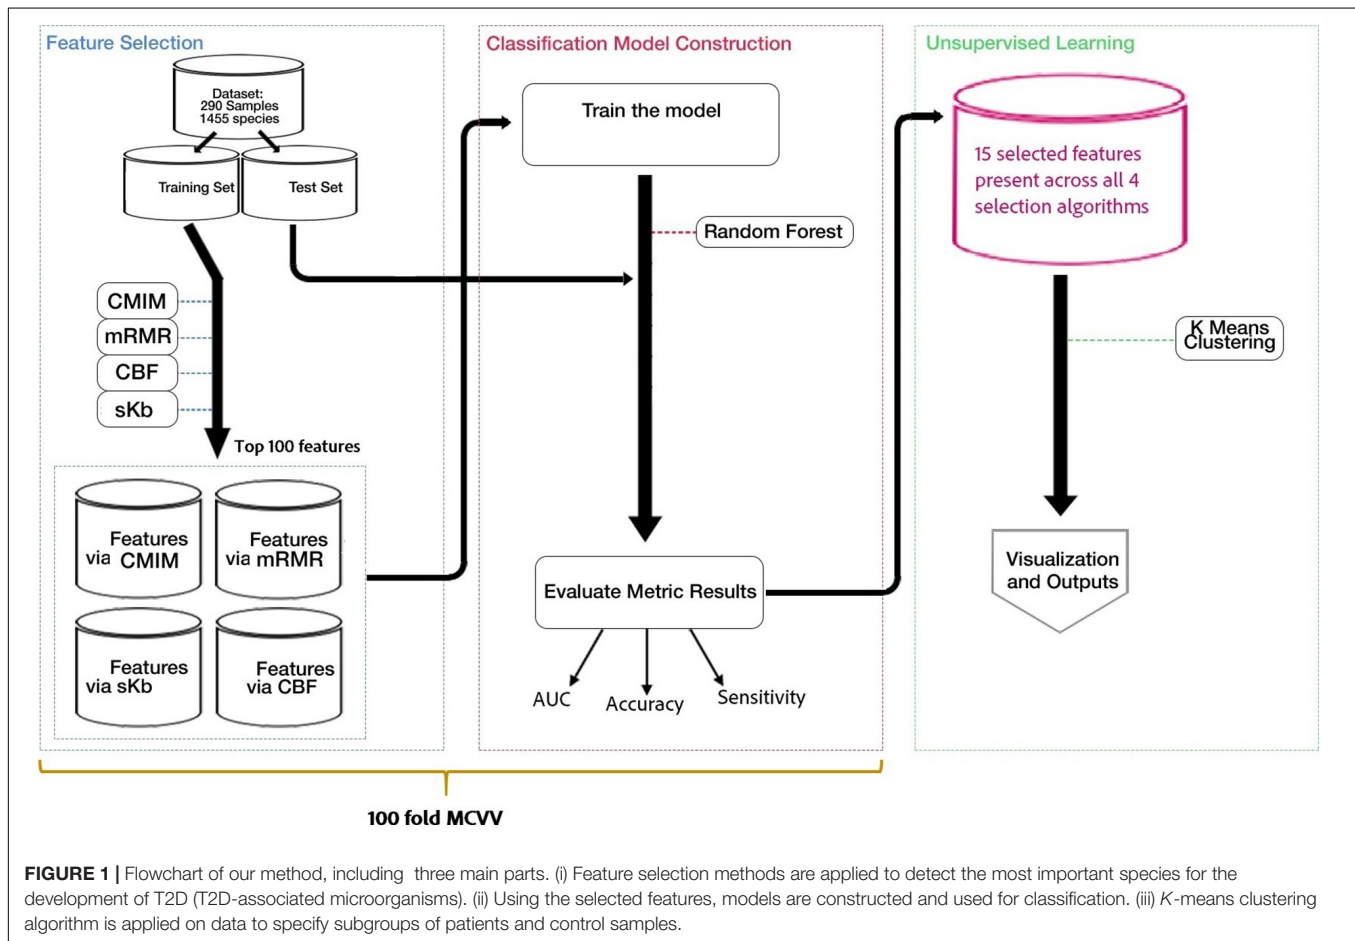 Feature Selection
Dataset:
290 Samples
1455 species
Training Set
Test Set
CMIM
mRMR
CBF
sKb
Top 100 features
Features
via CMIM
Features
via mRMR
Features
via sKb
Features
via CBF
Classification Model Construction
Train the model
Random Forest
Evaluate Metric Results
AUC
Accuracy
Sensitivity
Unsupervised Learning
15 selected features
present across all 4
selection algorithms
K Means
Clustering
Visualization
and Outputs
100 fold MCVV
FIGURE 1 | Flowchart of our method, including three main parts. (i) Feature selection methods are applied to detect the most important species for the
development of T2D (T2D-associated microorganisms). (ii) Using the selected features, models are constructed and used for classification. (iii) K-means clustering
algorithm is applied on data to specify subgroups of patients and control samples.